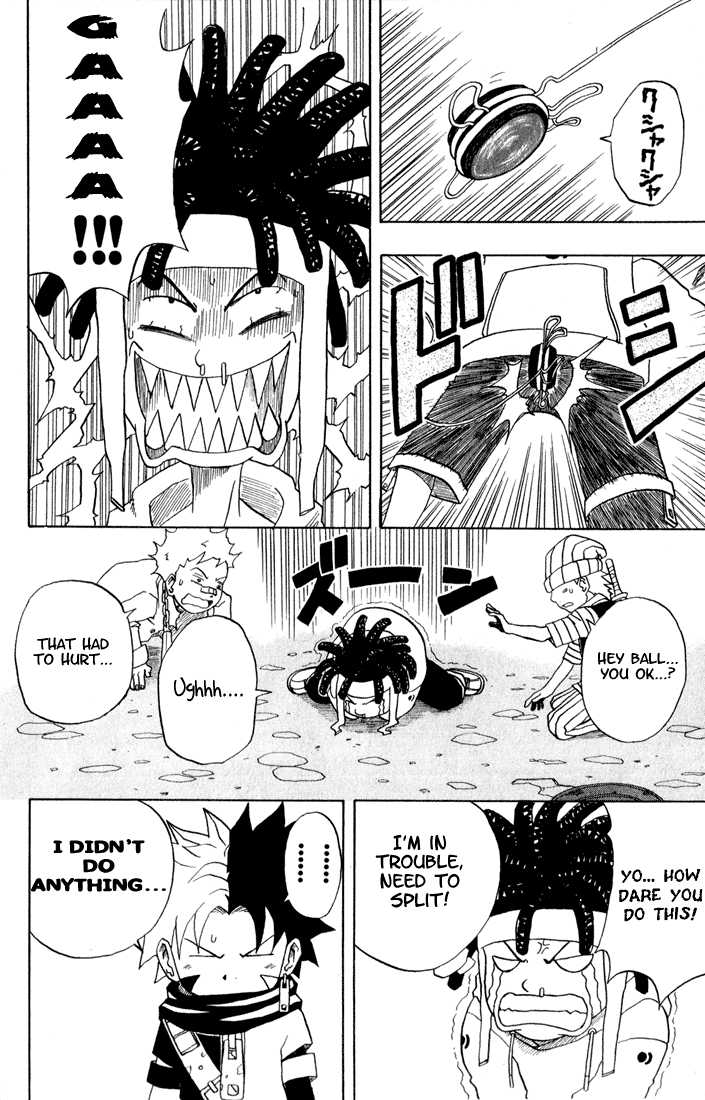 クシャクシャ
ドシ
G
A
A
A
A
!!!
ズーン
HEY BALL...
YOU OK...?
Ughhh....
THAT HAD
TO HURT...
YO... HOW
DARE YOU
DO THIS!
I'M IN
TROUBLE,
NEED TO
SPLIT!
......
I DIDN'T
DO
ANYTHING...